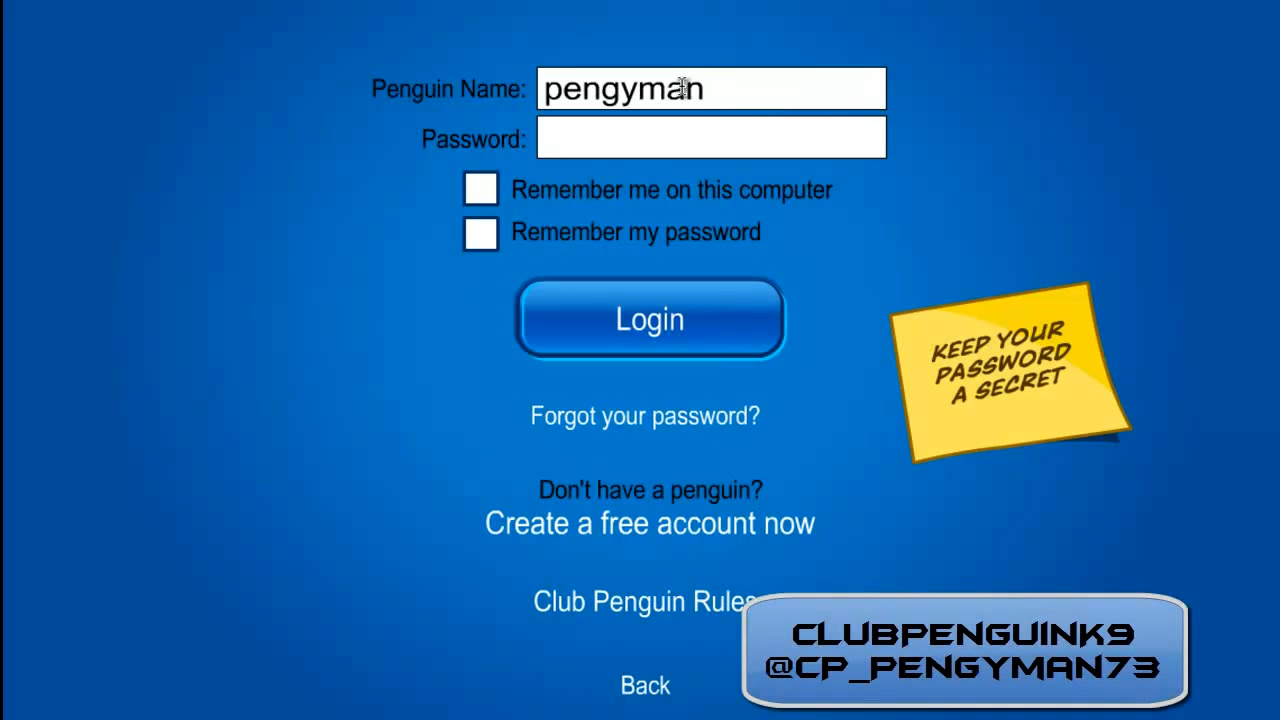 Penguin Name: pengyman
Password:
Remember me on this computer
Remember my password
Login
KEEP YOUR
PASSWORD
A SECRET
Forgot your password?
Don't have a penguin?
Create a free account now
Club Penguin Rules
CLUBPENGUINK9
@CP_PENGYMAN73
Back